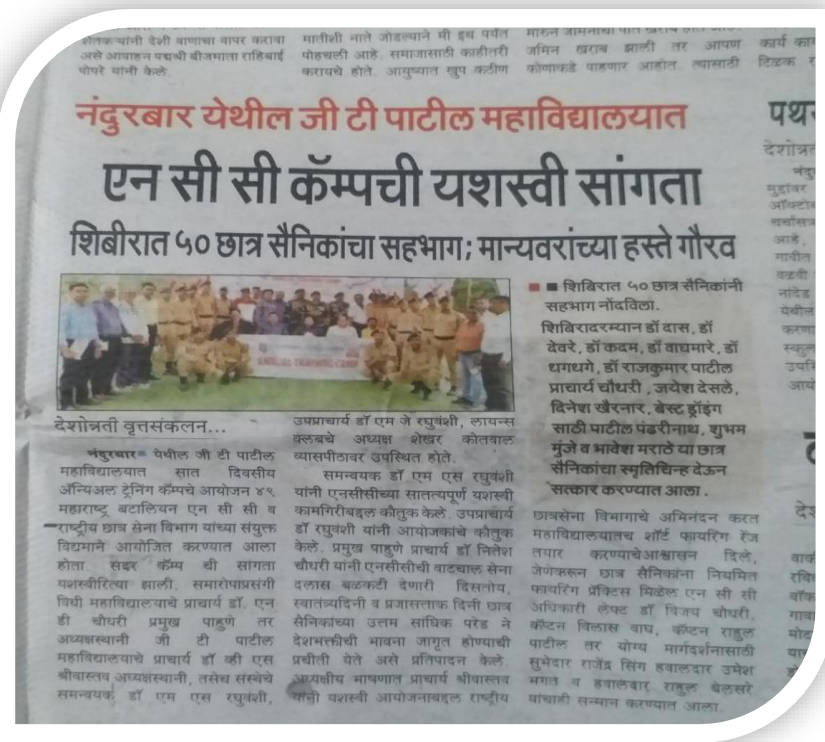 शेतकऱ्यांनी देशी वाणाचा वापर करावा
असे आवाहन पद्मश्री बीजमाता राहिबाई
पोपरे यांनी केले.
मातीशी नाते जोडल्याने मी इथ पर्यंत
पोहचली आहे. समाजासाठी काहीतरी
करायचे होते. आयुष्यात खुप कठीण
जमिन खराब झाली तर आपण
कोणाकडे पाहणार आहोत. त्यासाठी
नंदुरबार येथील जी टी पाटील महाविद्यालयात
एन सी सी कॅम्पची यशस्वी सांगता
शिबीरात ५० छात्र सैनिकांचा सहभाग; मान्यवरांच्या हस्ते गौरव
ANNUAL TRAINING CAMP
■ ■ शिबिरात ५० छात्र सैनिकांनी
सहभाग नोंदविला.
शिबिरादरम्यान डॉ दास, डॉ
देवरे, डॉ कदम, डॉ वाघमारे, डॉ
धगधगे, डॉ राजकुमार पाटील
प्राचार्य चौधरी , जयेश देसले,
दिनेश खैरनार, बेस्ट ड्रॉइंग
साठी पाटील पंढरीनाथ, शुभम
मुंजे व भावेश मराठे या छात्र
सैनिकांचा स्मृतिचिन्ह देऊन
सत्कार करण्यात आला .
देशोन्नती वृत्तसंकलन...
नंदुरबार येथील जी टी पाटील
महाविद्यालयात सात दिवसीय
ॲन्यिअल ट्रेनिंग कॅम्पचे आयोजन ४९
महाराष्ट्र बटालियन एन सी सी व
राष्ट्रीय छात्र सेना विभाग यांच्या संयुक्त
विद्यमाने आयोजित करण्यात आला
होता सदर कॅम्प ची सांगता
यशस्वीरित्या झाली. समारोपाप्रसंगी
विधी महाविद्यालयाचे प्राचार्य डॉ. एन
डी चौधरी प्रमुख पाहुणे तर
अध्यक्षस्थानी जी टी पाटील
महाविद्यालयाचे प्राचार्य डॉ व्ही एस
श्रीवास्तव अध्यक्षस्थानी, तसेच संस्थेचे
समन्वयक डॉ एम एस रघुवंशी,
उपप्राचार्य डॉ एम जे रघुवंशी, लायन्स
क्लबचे अध्यक्ष शेखर कोतवाल
व्यासपीठावर उपस्थित होते.
समन्वयक डॉ एम एस रघुवंशी
यांनी एनसीसीच्या सातत्यपूर्ण यशस्वी
कामगिरीबद्दल कौतुक केले. उपप्राचार्य
डॉ रघुवंशी यांनी आयोजकांचे कौतुक
केले. प्रमुख पाहुणे प्राचार्य डॉ नितेश
चौधरी यांनी एनसीसीची वाटचाल सेना
दलास बळकटी देणारी दिसतोय,
स्वातंत्र्यदिनी व प्रजासत्ताक दिनी छात्र
सैनिकांच्या उत्तम सांघिक परेड ने
देशभक्तीची भावना जागृत होण्याची
प्रचीती येते असे प्रतिपादन केले.
अध्यक्षीय भाषणात प्राचार्य श्रीवास्तव
यांनी यशस्वी आयोजनाबद्दल राष्ट्रीय
छात्रसेना विभागाचे अभिनंदन करत
महाविद्यालयातच शॉर्ट फायरिंग रेंज
तयार करण्याचेआश्वासन दिले,
जेणेकरून छात्र सैनिकांना नियमित
फायरिंग प्रॅक्टिस मिळेल एन सी सी
अधिकारी लेफ्ट डॉ विजय चौधरी,
कॅप्टन विलास वाघ, कॅप्टन राहुल
पाटील तर योग्य मार्गदर्शनासाठी
सुभेदार राजेंद्र सिंग हवालदार उमेश
भगत व हवालदार राहुल बेलसरे
यांचाही सन्मान करण्यात आला.